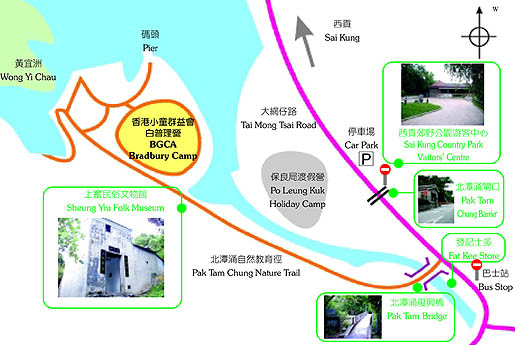 黃宜洲
Wong Yi Chau
碼頭
Pier
西貢
Sai Kung
W
香港小童群益會
白普理營
BGCA
Bradbury Camp
大網仔路
Tai Mong Tsai Road
停車場
Car Park
P
西貢郊野公園遊客中心
Sai Kung Country Park
Visitors' Centre
保良局渡假營
Po Leung Kuk
Holiday Camp
北潭涌閘口
Pak Tam
Chung Barrier
上窰民俗文物館
Sheung Yiu Folk Museum
發記士多
Fat Kee Store
北潭涌自然教育徑
Pak Tam Chung Nature Trail
巴士站
Bus Stop
北潭涌復興橋
Pak Tam Bridge